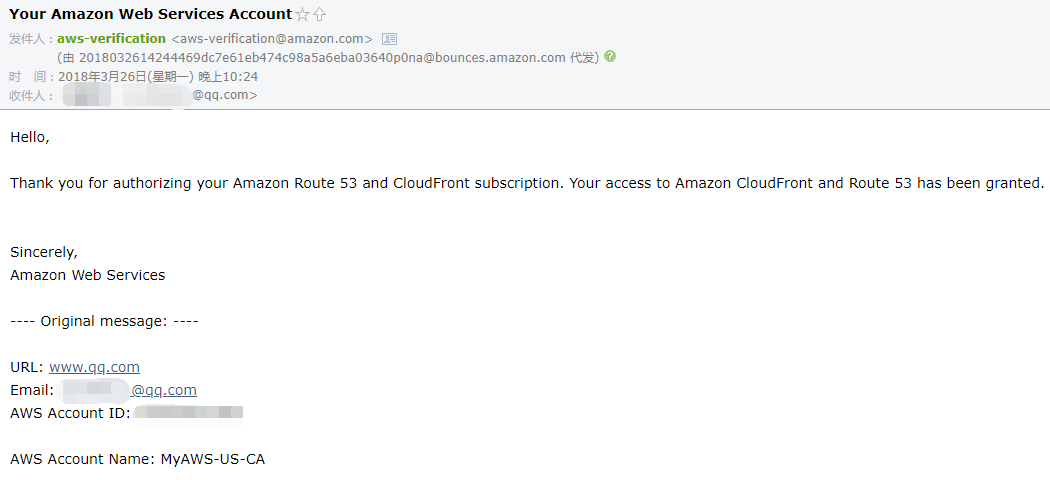 Your Amazon Web Services Account
发件人：aws-verification <aws-verification@amazon.com>
(由 2018032614244469dc7e61eb474c98a5a6eba03640p0na@bounces.amazon.com 代发)
时　间：2018年3月26日(星期一) 晚上10:24
收件人：@qq.com>
Hello,
Thank you for authorizing your Amazon Route 53 and CloudFront subscription. Your access to Amazon CloudFront and Route 53 has been granted.
Sincerely,
Amazon Web Services
---- Original message: ----
URL: www.qq.com
Email: @qq.com
AWS Account ID:
AWS Account Name: MyAWS-US-CA